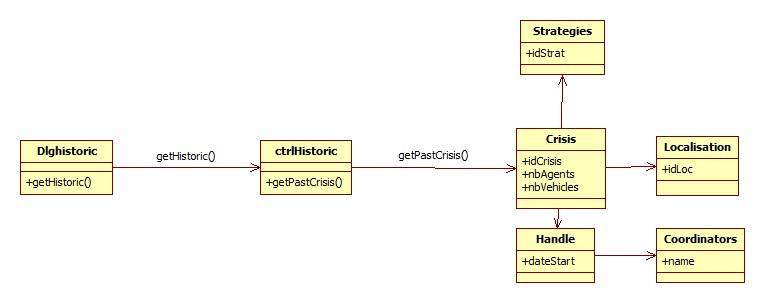 Strategies
+idStrat
Dlghistoric
+getHistoric()
getHistoric()
ctrlHistoric
+getPastCrisis()
getPastCrisis()
Crisis
+idCrisis
+nbAgents
+nbVehicles
Localisation
+idLoc
Handle
+dateStart
Coordinators
+name